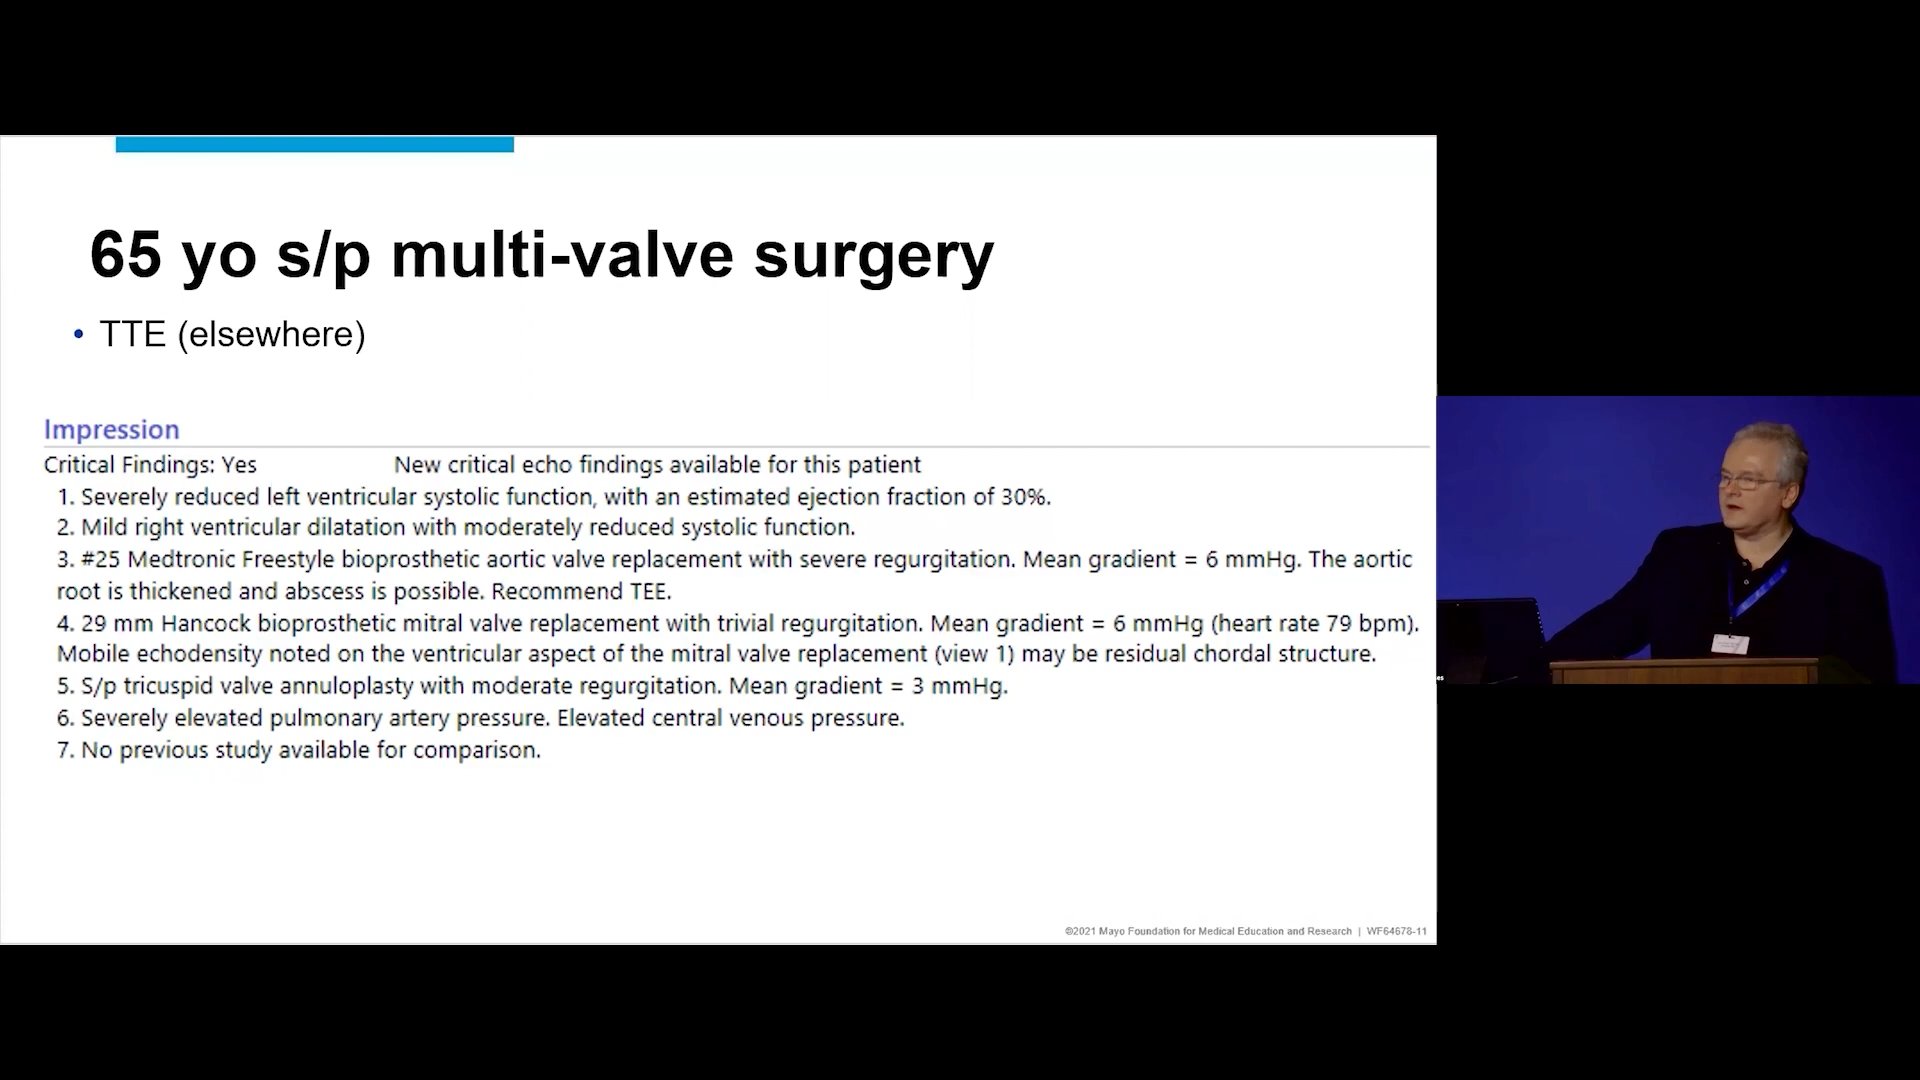 65 yo s/p multi-valve surgery
• TTE (elsewhere)
Impression
Critical Findings: Yes New critical echo findings available for this patient
1. Severely reduced left ventricular systolic function, with an estimated ejection fraction of 30%.
2. Mild right ventricular dilatation with moderately reduced systolic function.
3. #25 Medtronic Freestyle bioprosthetic aortic valve replacement with severe regurgitation. Mean gradient = 6 mmHg. The aortic
root is thickened and abscess is possible. Recommend TEE.
4. 29 mm Hancock bioprosthetic mitral valve replacement with trivial regurgitation. Mean gradient = 6 mmHg (heart rate 79 bpm).
Mobile echodensity noted on the ventricular aspect of the mitral valve replacement (view 1) may be residual chordal structure.
5. S/p tricuspid valve annuloplasty with moderate regurgitation. Mean gradient = 3 mmHg.
6. Severely elevated pulmonary artery pressure. Elevated central venous pressure.
7. No previous study available for comparison.
©2021 Mayo Foundation for Medical Education and Research | WF64678-11